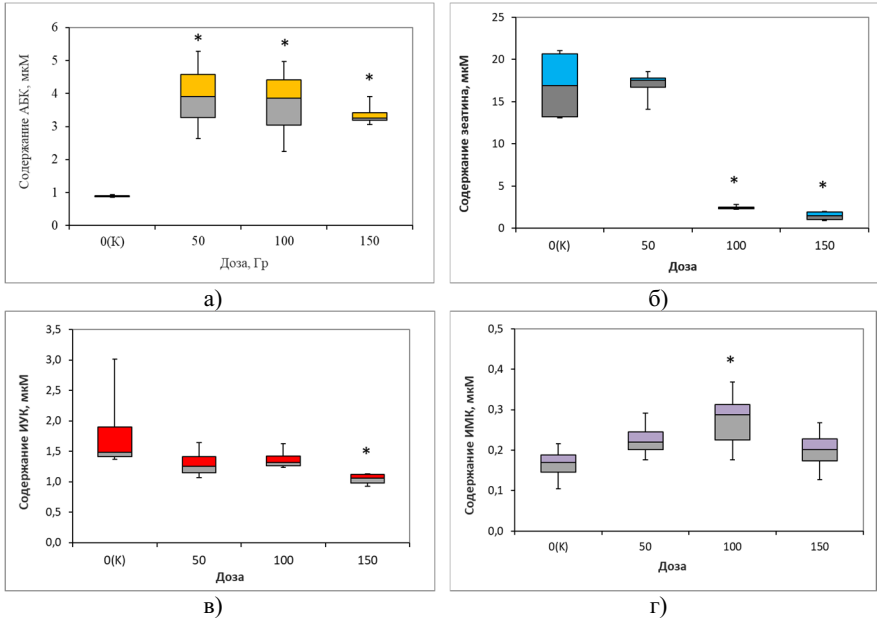 Содержание АБК, мкМ
6
5
4
3
2
1
0
*
*
*
0(К)
50
100
150
Доза, Гр
а)
Содержание зеатина, мкМ
25
20
15
10
5
0
*
*
0(К)
50
100
150
Доза
б)
Содержание ИУК, мкМ
3,5
3,0
2,5
2,0
1,5
1,0
0,5
0,0
*
0(К)
50
100
150
Доза
в)
Содержание ИМК, мкМ
0,5
0,4
0,3
0,2
0,1
0,0
*
0(К)
50
100
150
Доза
г)